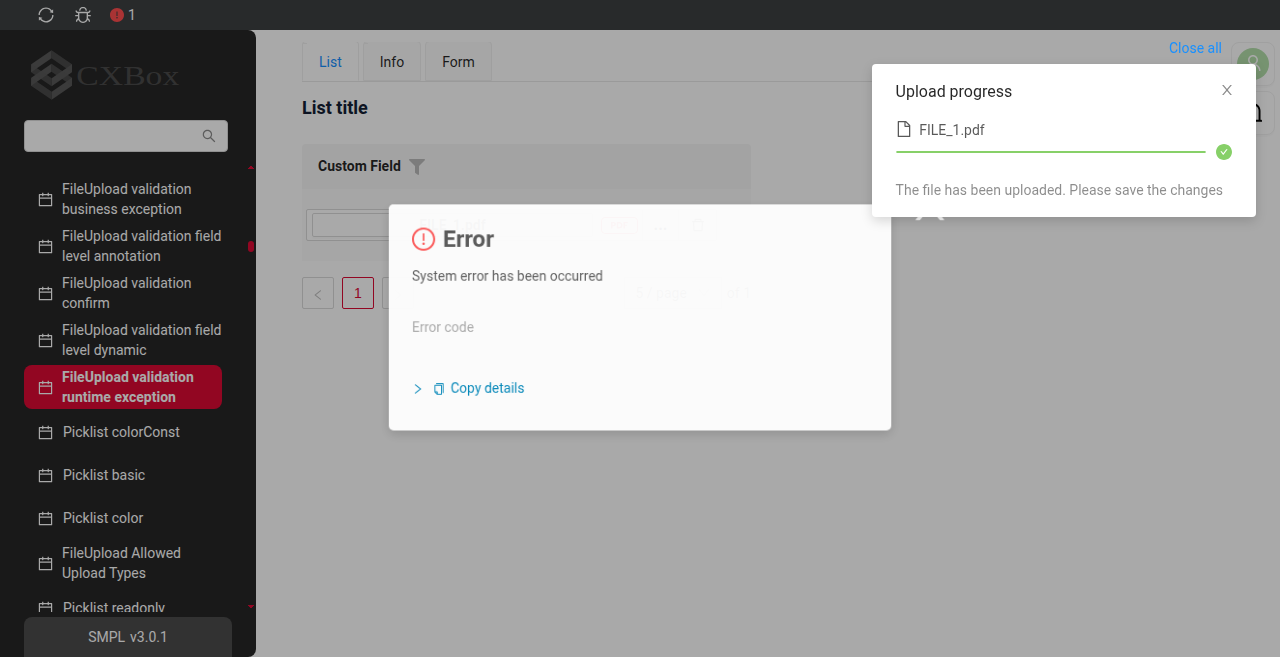 1
CXBox
FileUpload validation
business exception
FileUpload validation field
level annotation
FileUpload validation
confirm
FileUpload validation field
level dynamic
FileUpload validation
runtime exception
Picklist colorConst
Picklist basic
Picklist color
FileUpload Allowed
Upload Types
Picklist readonly
SMPL v3.0.1
List
Info
Form
List title
Custom Field
1
Error
System error has been occurred
Error code
Copy details
Close all
Upload progress
FILE_1.pdf
The file has been uploaded. Please save the changes